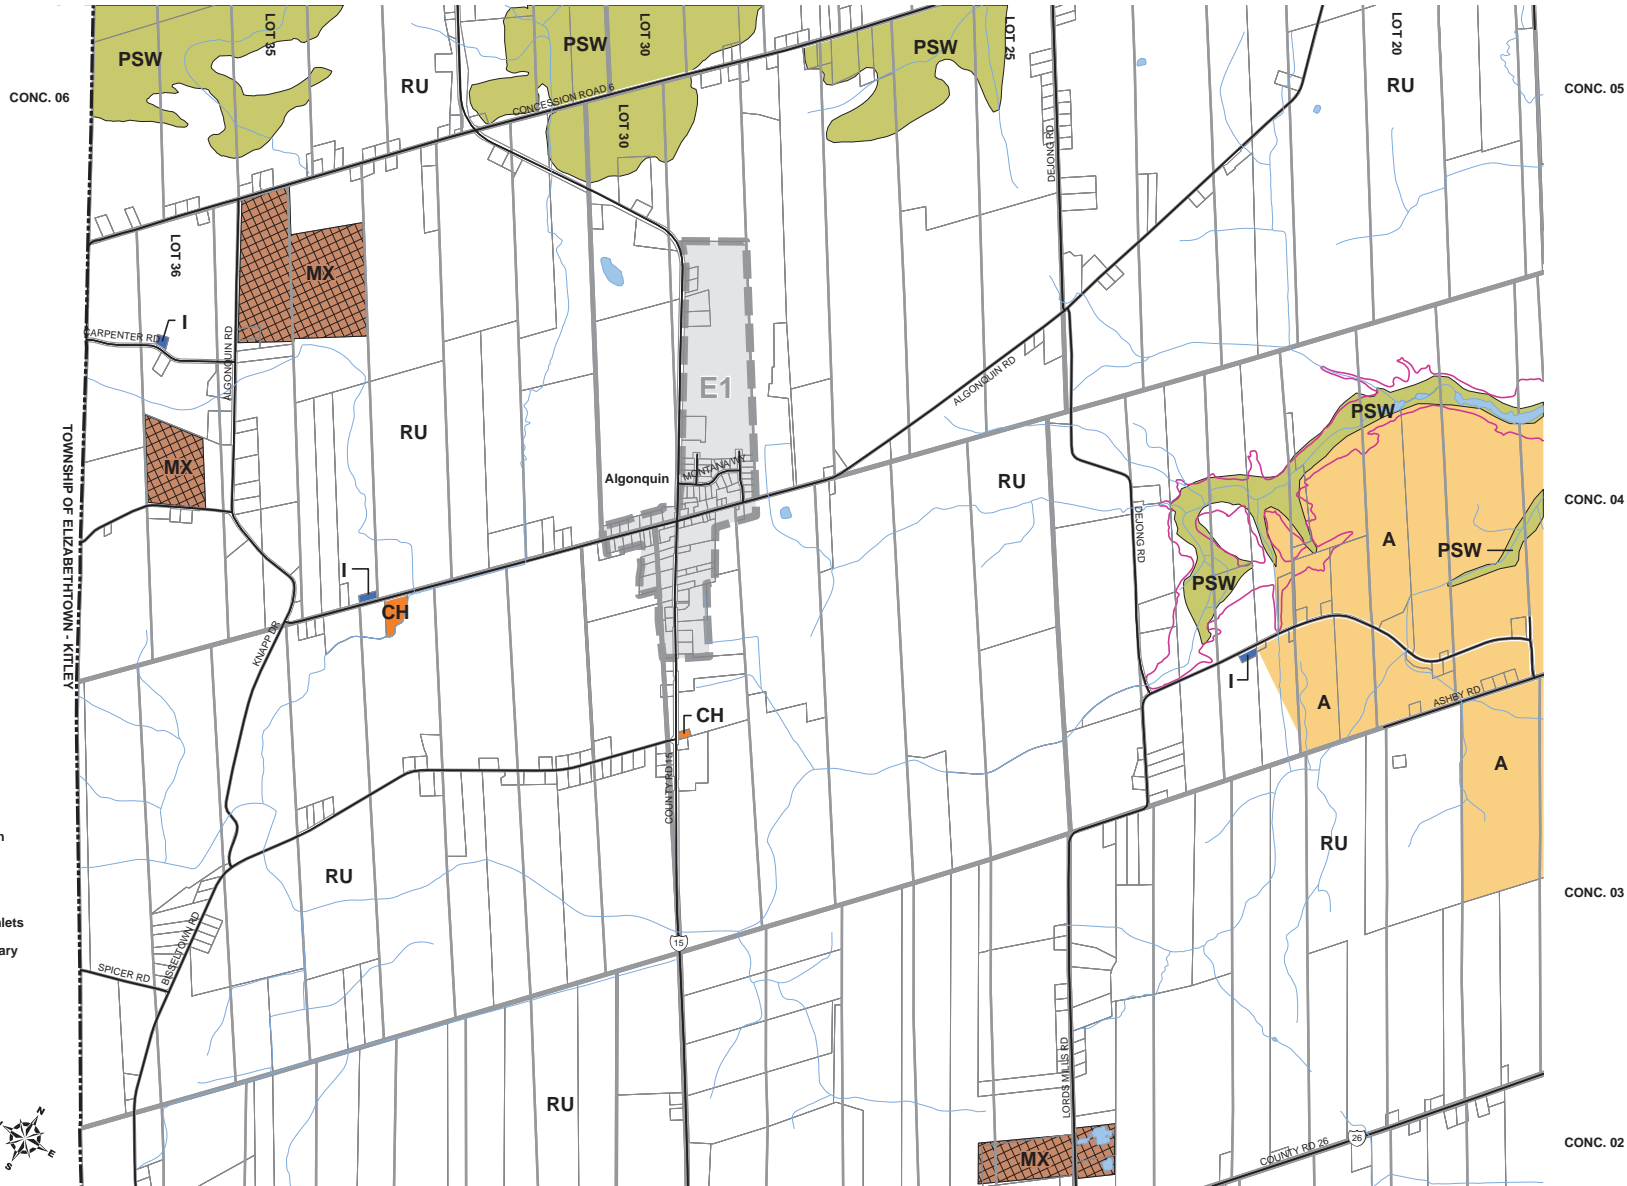 LOT 35
LOT 30
LOT 25
LOT 20
PSW
PSW
PSW
RU
RU
CONC. 06
CONC. 05
CONCESSION ROAD 6
LOT 30
DEJONG RD
LOT 36
MX
I
CARPENTER RD
ALGONQUIN RD
E1
ALGONQUIN RD
PSW
RU
TOWNSHIP OF ELIZABETHTOWN - KITLEY
MX
Algonquin
MONTANA WY
RU
CONC. 04
DEJONG RD
A
PSW
I
CH
PSW
KNAPP DR
I
A
ASHBY RD
CH
COUNTY RD 15
A
n
RU
RU
CONC. 03
lets
ary
BISSELTOWN RD
15
SPICER RD
LORDS MILLS RD
RU
N
E
S
MX
26
COUNTY RD 26
CONC. 02